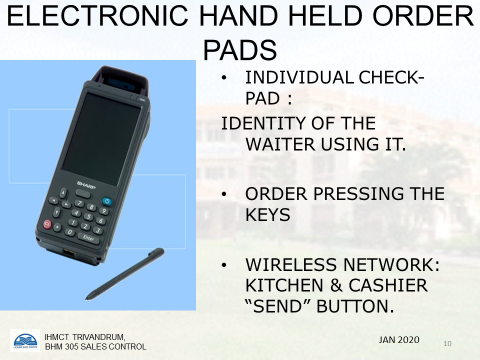 ELECTRONIC HAND HELD ORDER
PADS
• INDIVIDUAL CHECK-
PAD :
IDENTITY OF THE
WAITER USING IT.
• ORDER PRESSING THE
KEYS
• WIRELESS NETWORK:
KITCHEN & CASHIER
“SEND” BUTTON.
SHARP
IHMCT TRIVANDRUM,
BHM 305 SALES CONTROL
JAN 2020
10